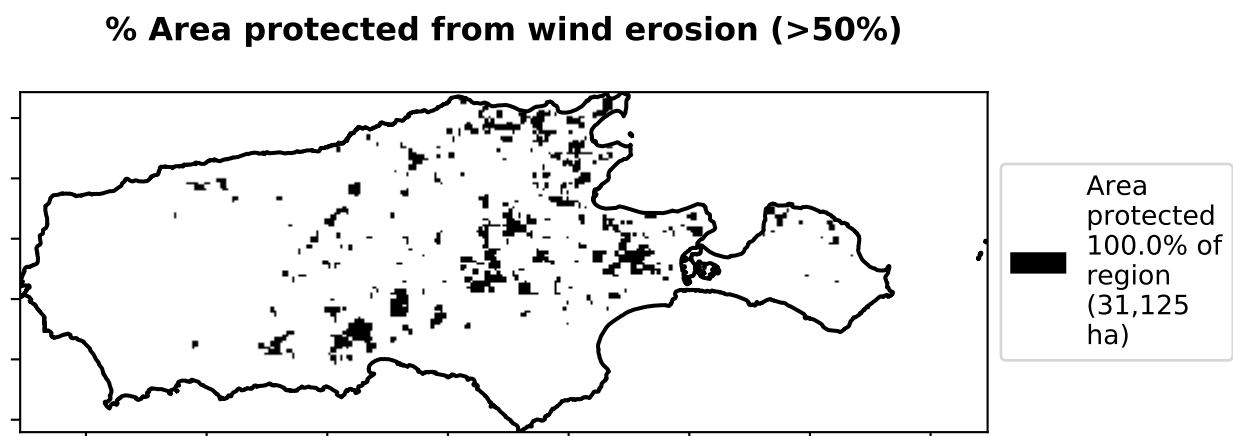 % Area protected from wind erosion (>50%)
Area
protected
100.0% of
region
(31,125
ha)